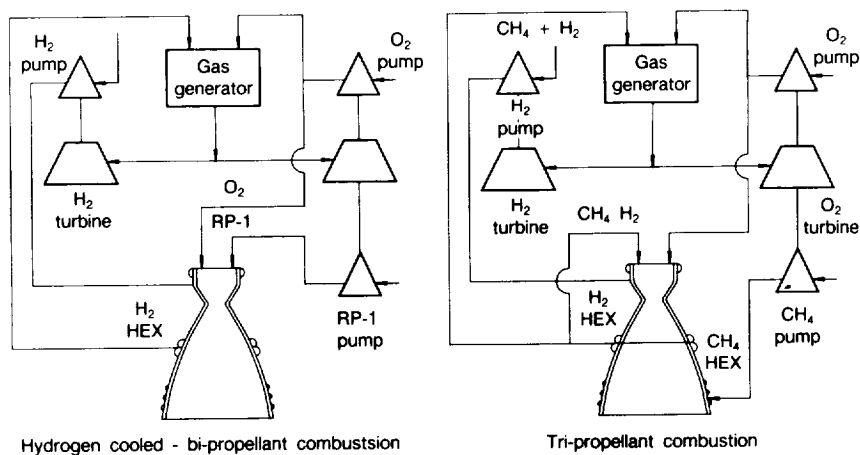 H₂
pump
Gas
generator
O₂
pump
H₂
turbine
O₂
RP-1
H₂
HEX
RP-1
pump
Hydrogen cooled - bi-propellant combustsion
CH₄ + H₂
Gas
generator
O₂
pump
H₂
pump
H₂
turbine
CH₄ H₂
O₂
turbine
H₂
HEX
CH₄
HEX
CH₄
pump
Tri-propellant combustion